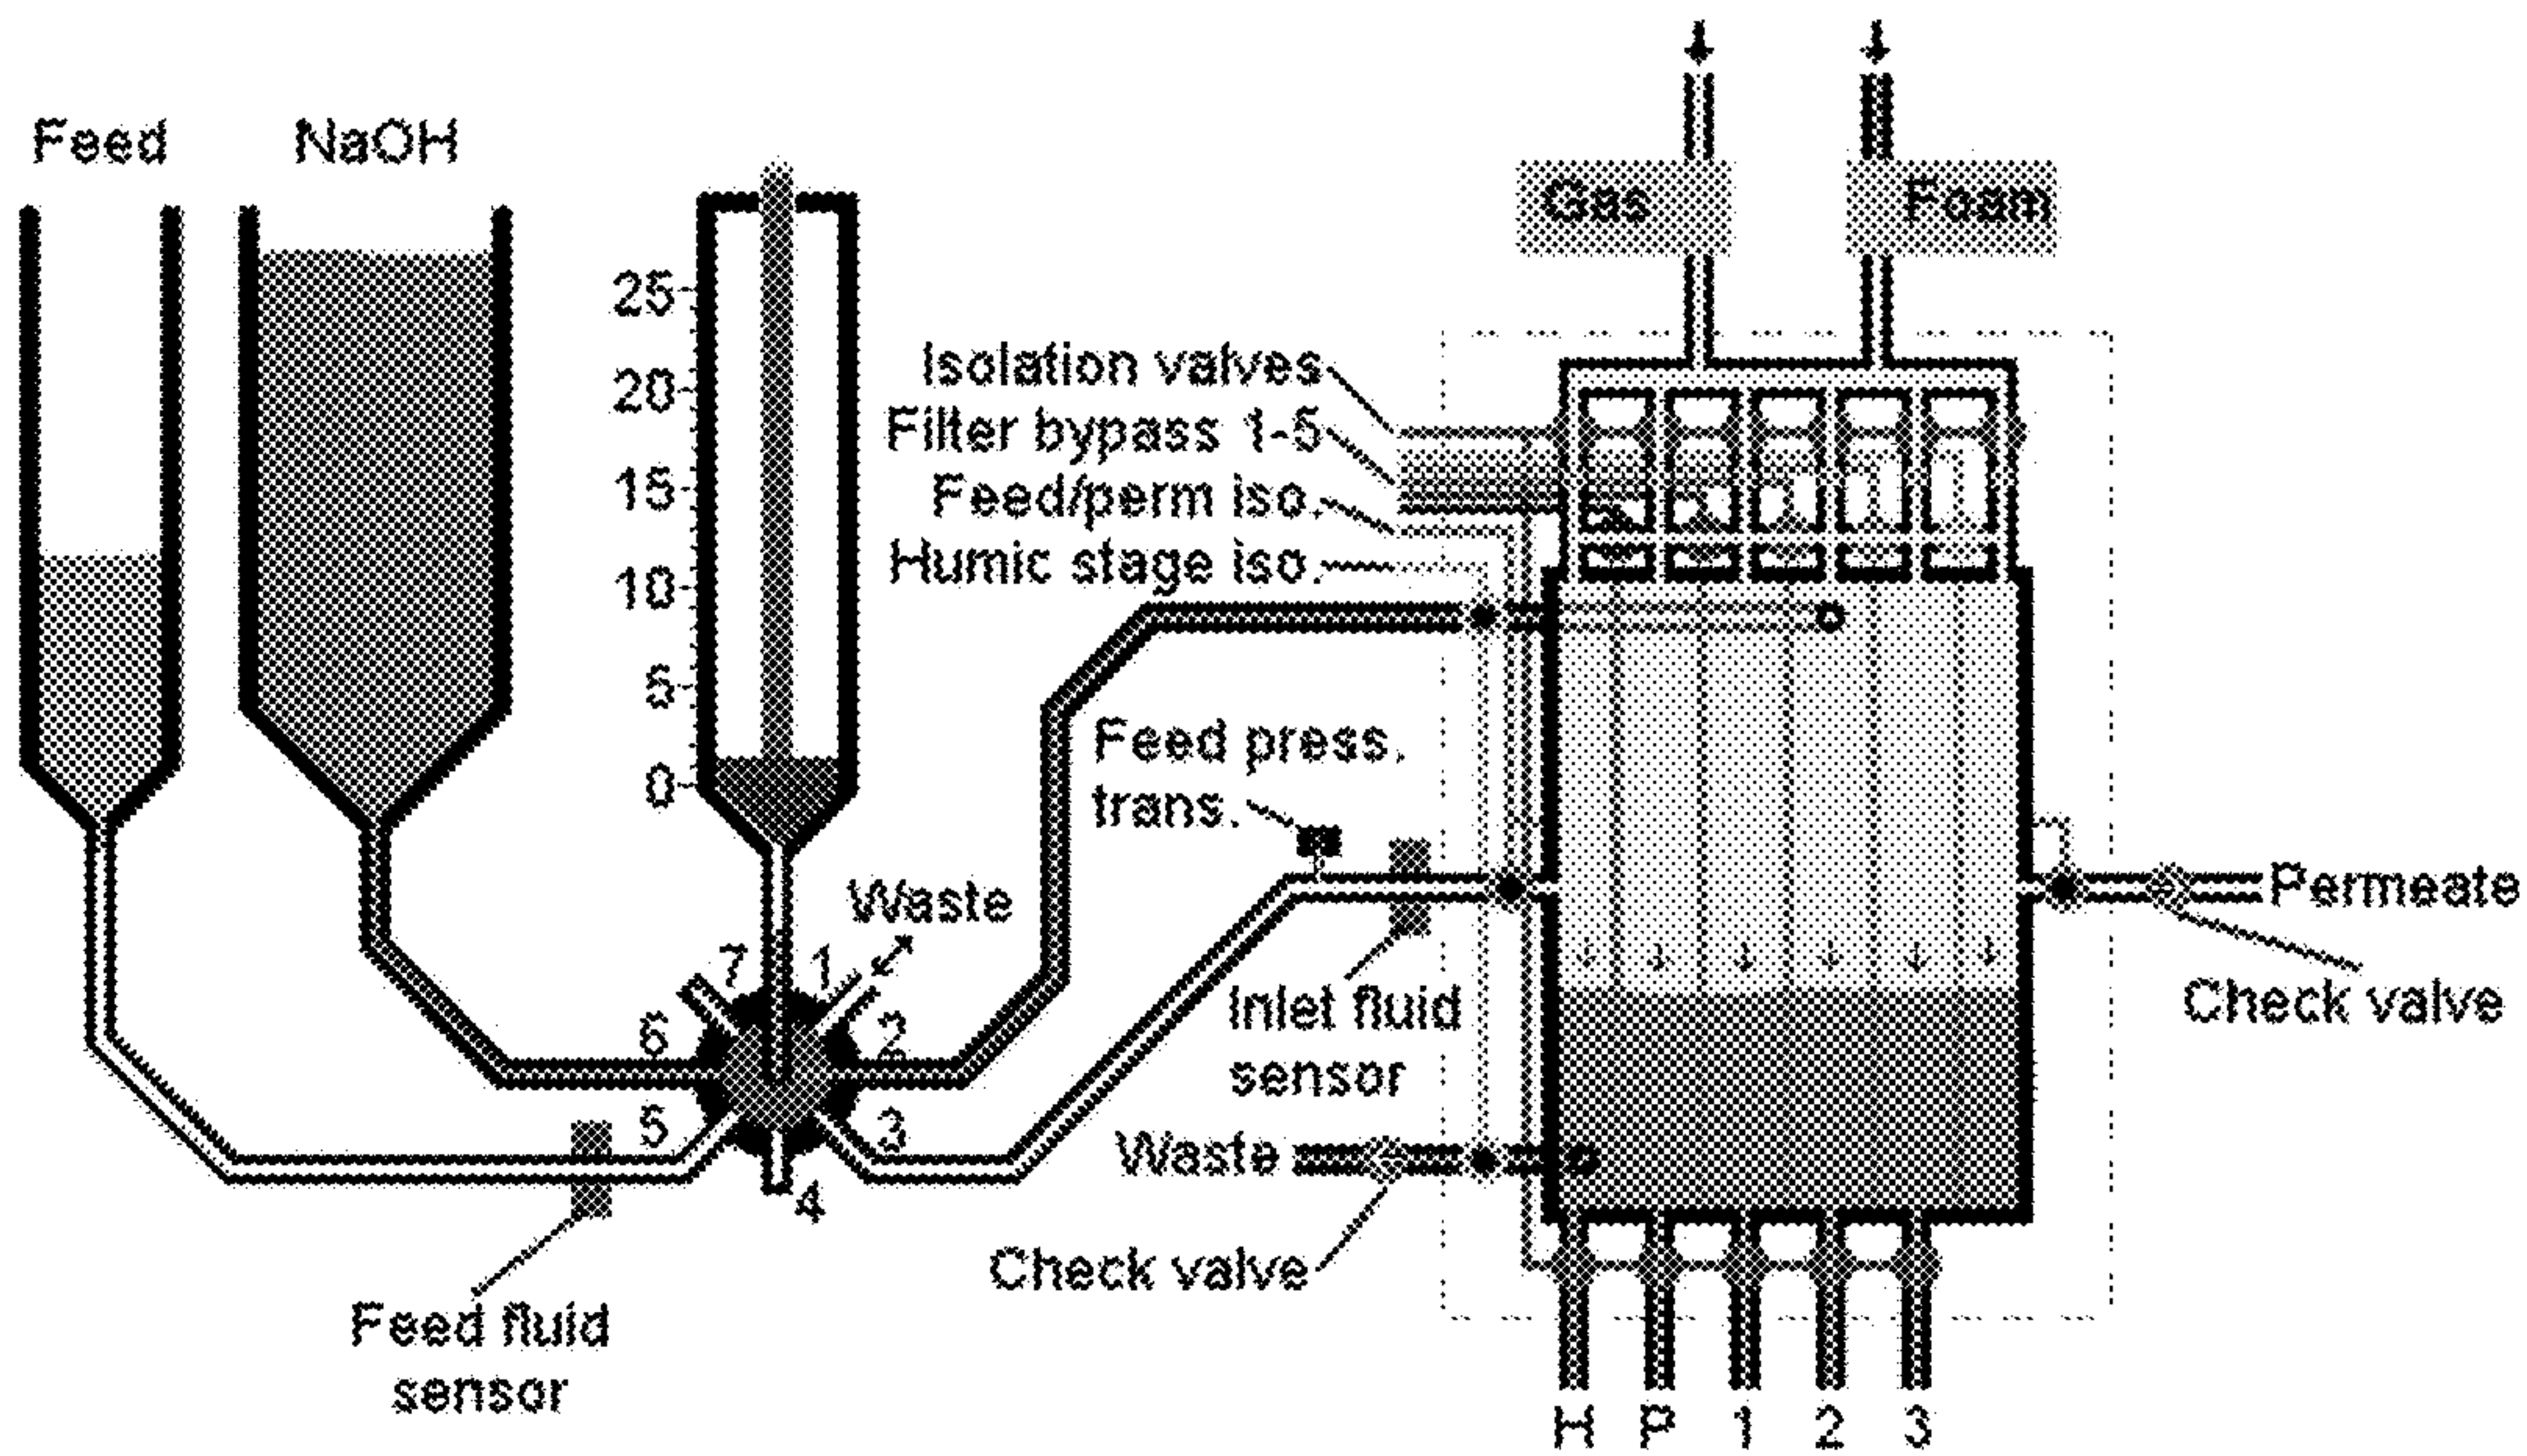 Feed
NaOH
Gas
Foam
25
20
15
10
5
0
Isolation valves
Filter bypass 1-5
Feed/perm iso.
Humic stage iso.
Feed press.
trans.
Waste
7
1
6
2
5
3
4
Inlet fluid
sensor
Permeate
Check valve
Waste
Check valve
Feed fluid
sensor
H P 1 2 3